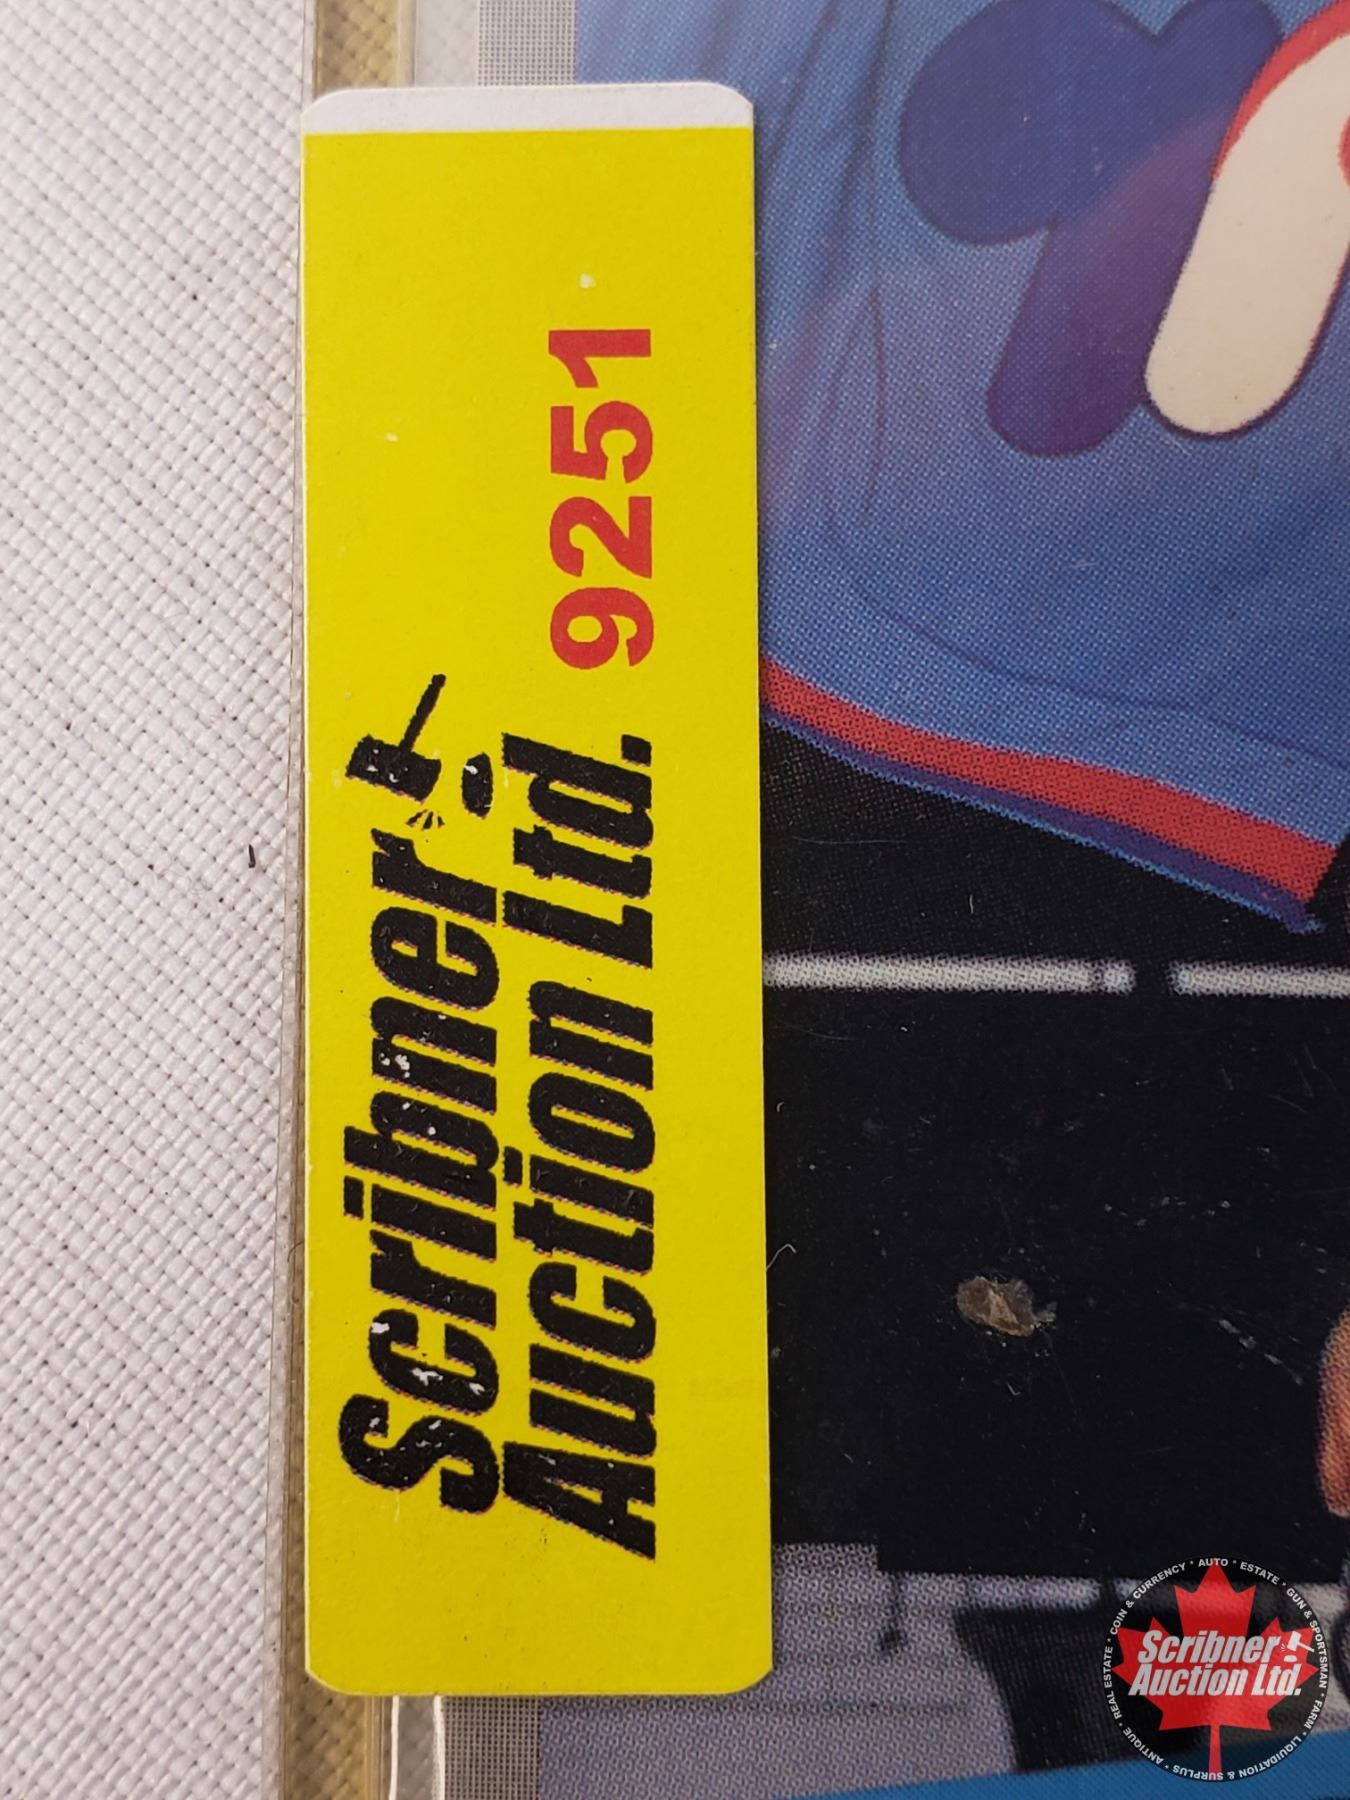 Scribner
Auction Ltd. 9251
REAL ESTATE • COIN & CURRENCY • AUTO • ESTATE • GUN & SPORTSMAN • FARM • LIQUIDATION & SURPLUS • ANTIQUE •
Scribner
Auction Ltd.